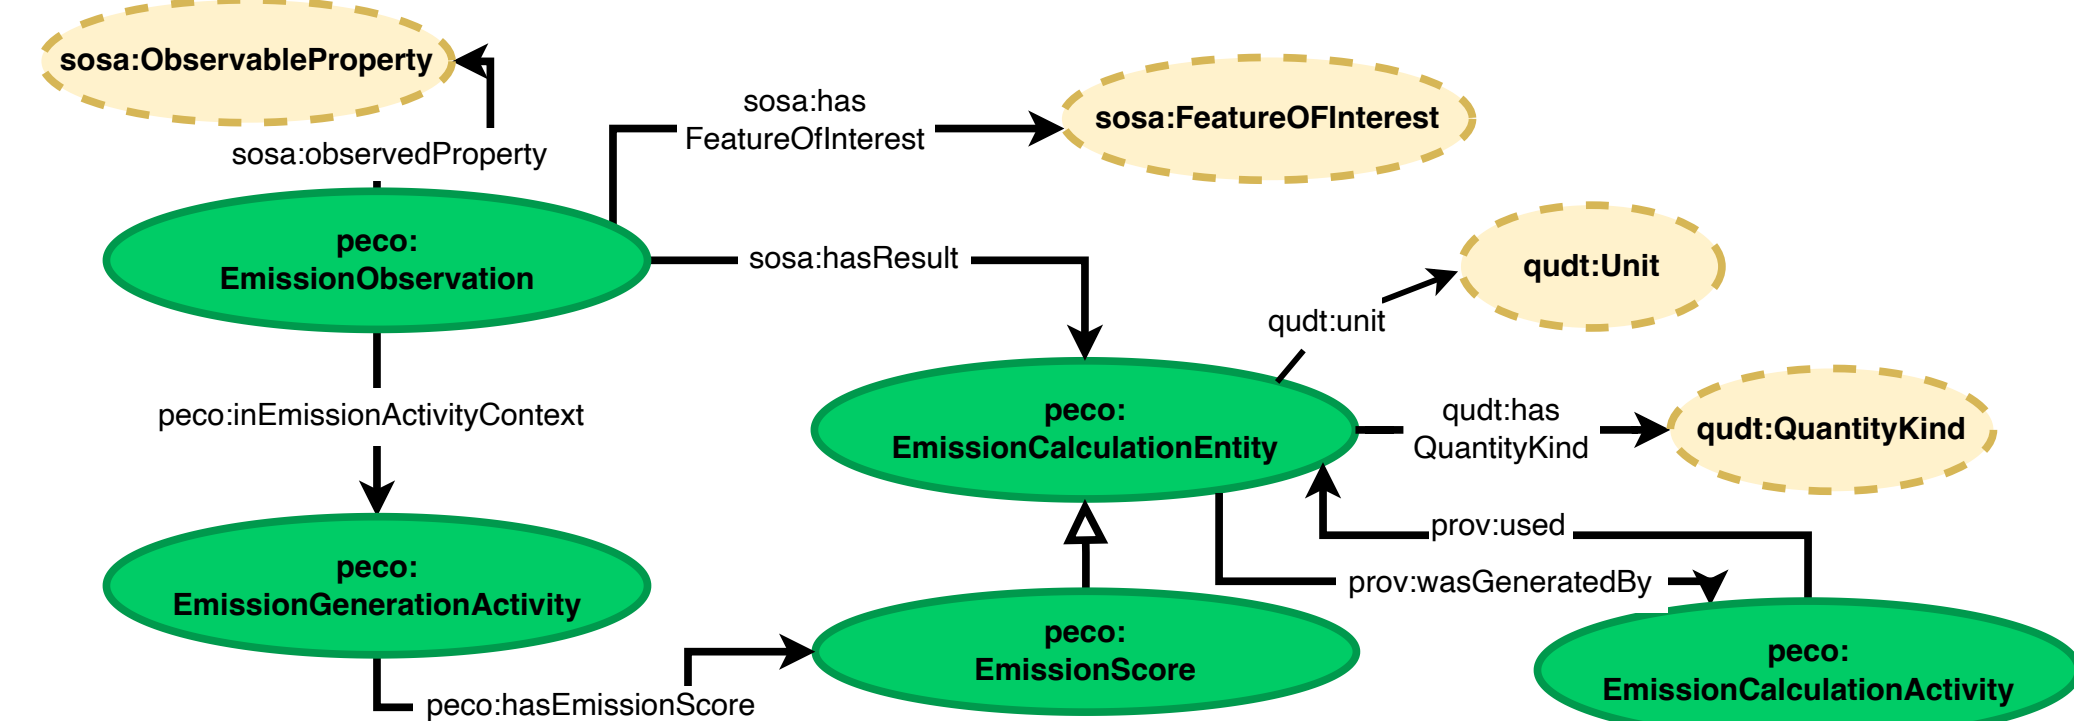 sosa:ObservableProperty
sosa:observedProperty
sosa:has
FeatureOfInterest
sosa:FeatureOFInterest
peco:
EmissionObservation
sosa:hasResult
qudt:Unit
qudt:unit
peco:inEmissionActivityContext
peco:
EmissionCalculationEntity
qudt:has
QuantityKind
qudt:QuantityKind
prov:used
prov:wasGeneratedBy
peco:
EmissionGenerationActivity
peco:hasEmissionScore
peco:
EmissionScore
peco:
EmissionCalculationActivity